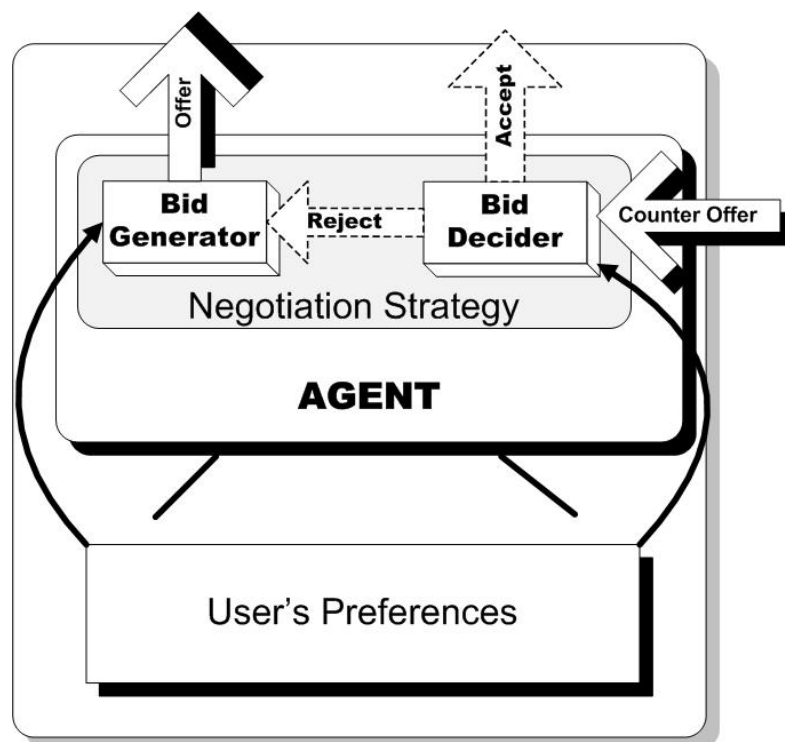 Offer
Accept
Bid
Generator
Reject
Bid
Decider
Counter Offer
Negotiation Strategy
AGENT
User's Preferences